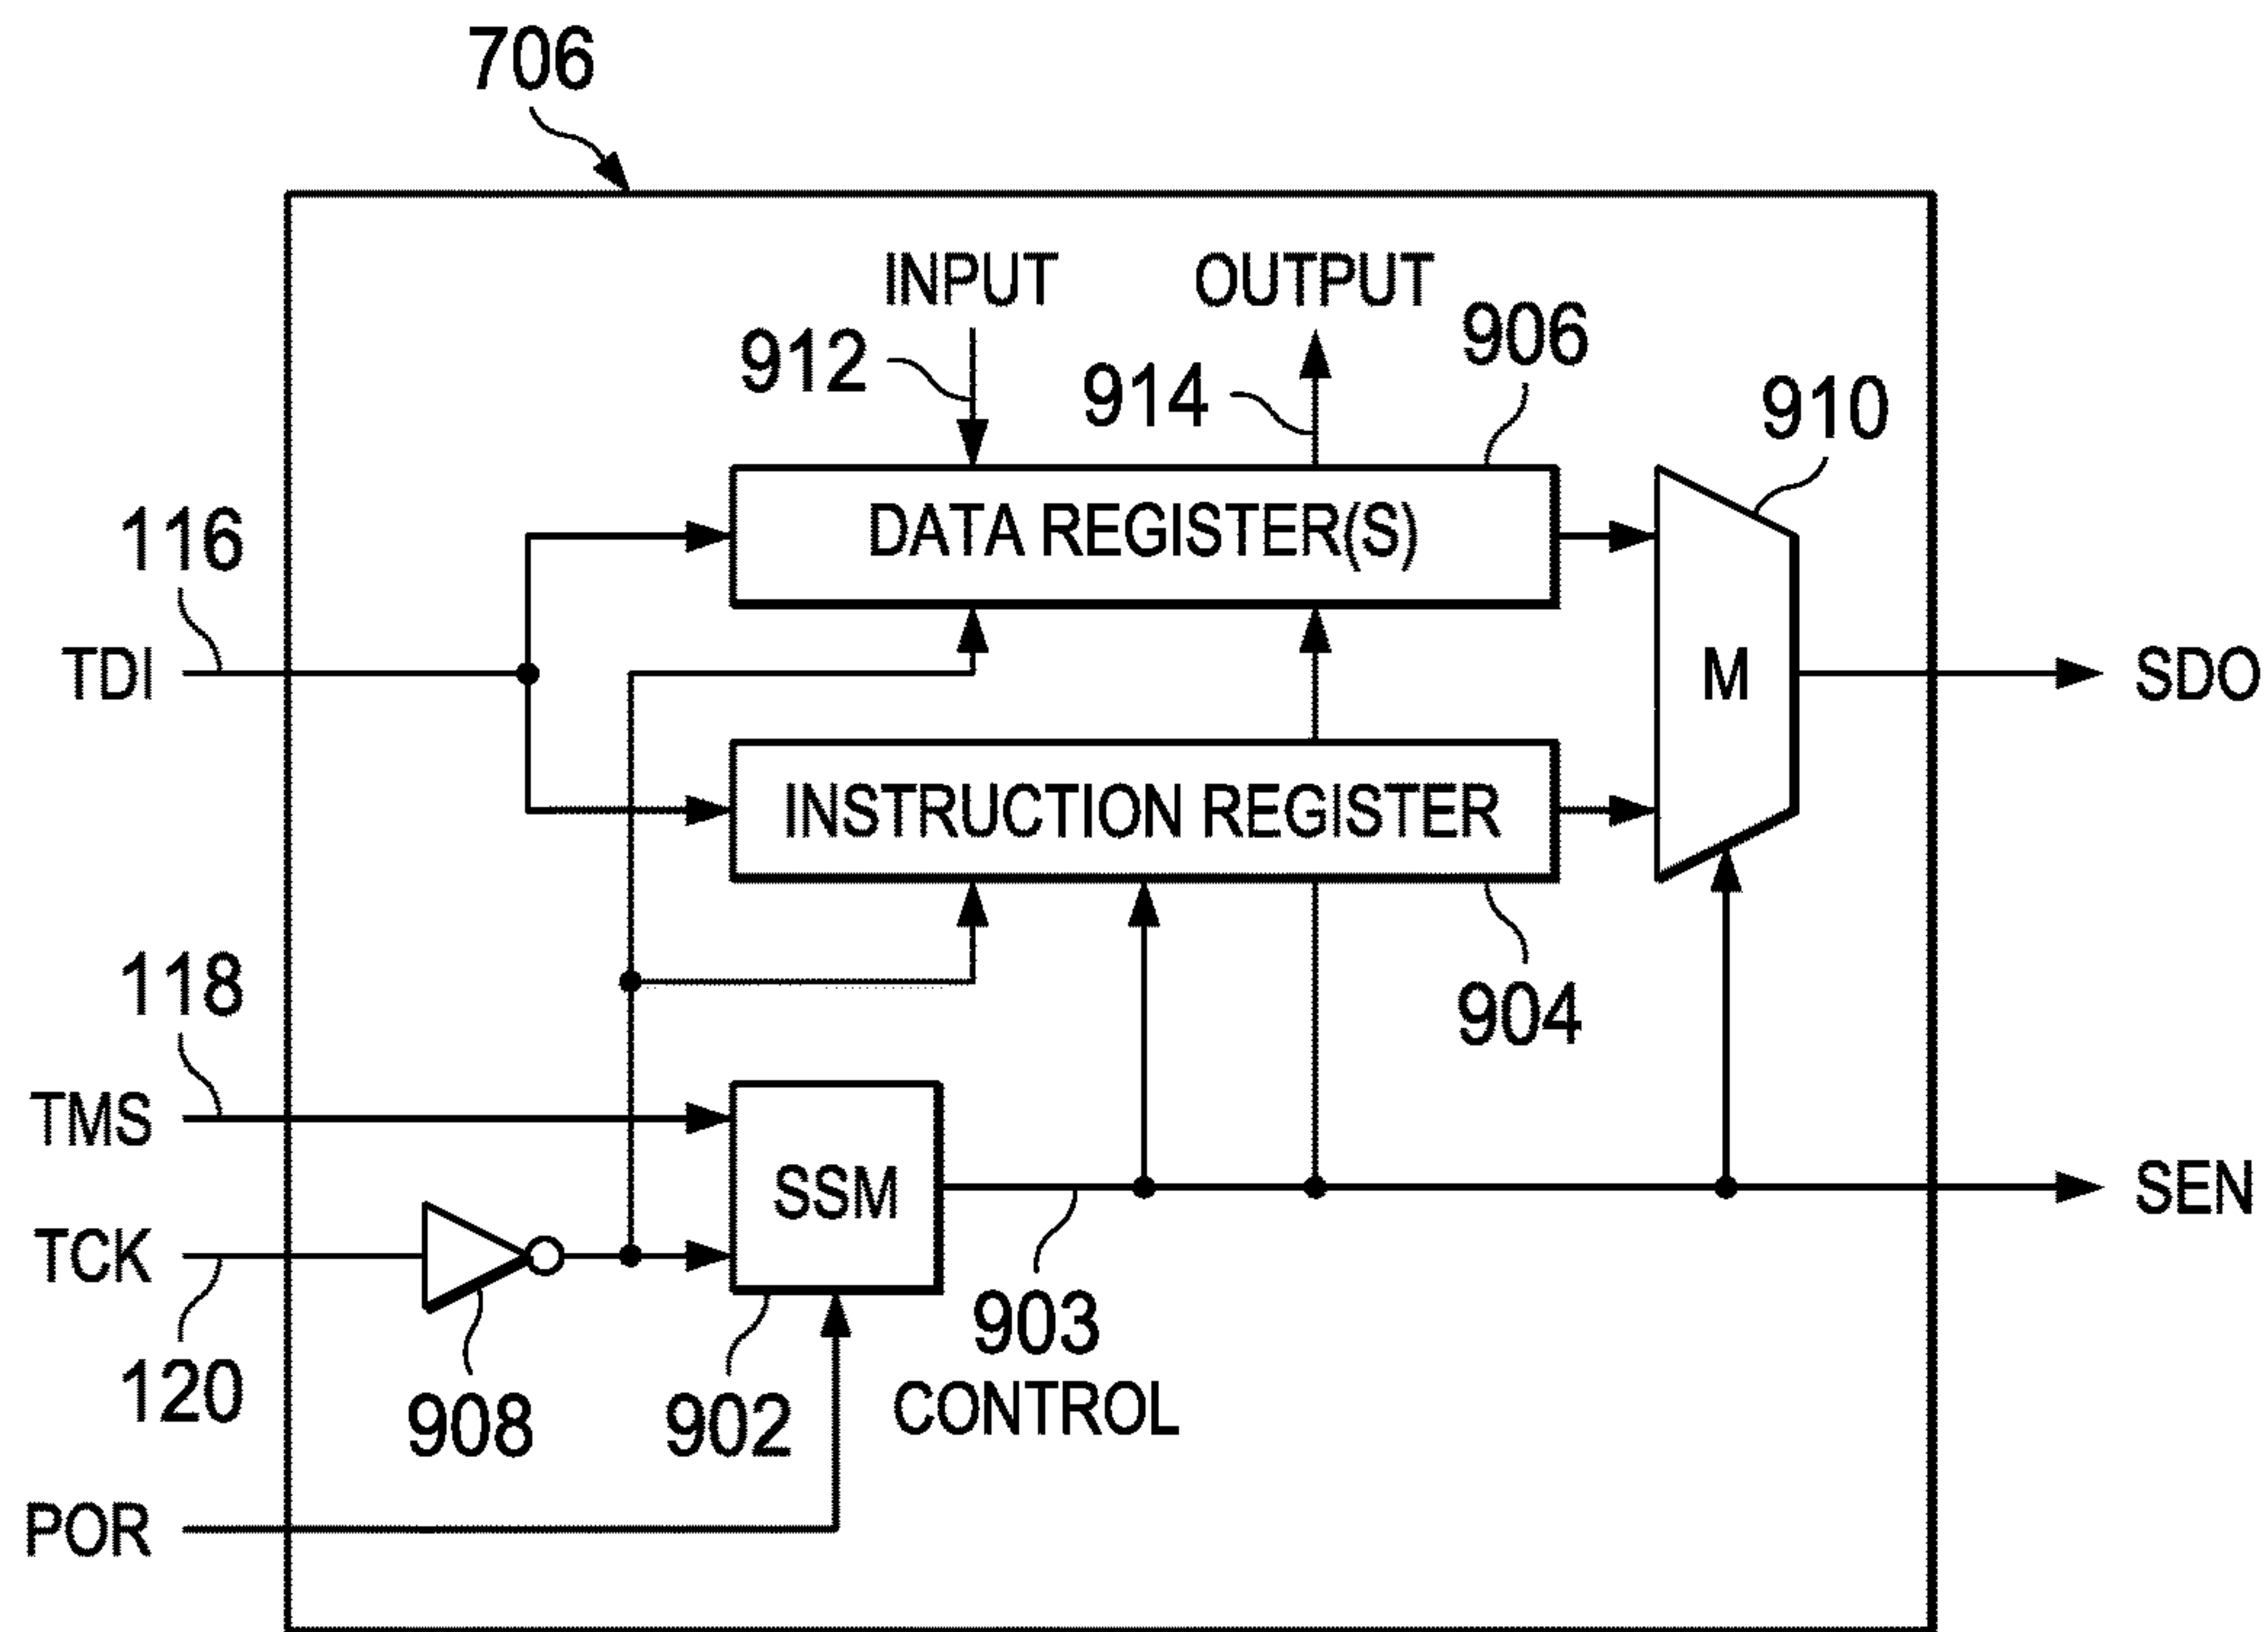 706
INPUT
OUTPUT
912
914
906
910
116
DATA REGISTER(S)
TDI
M
SDO
INSTRUCTION REGISTER
118
904
TMS
SSM
SEN
TCK
903
CONTROL
120
908
902
POR